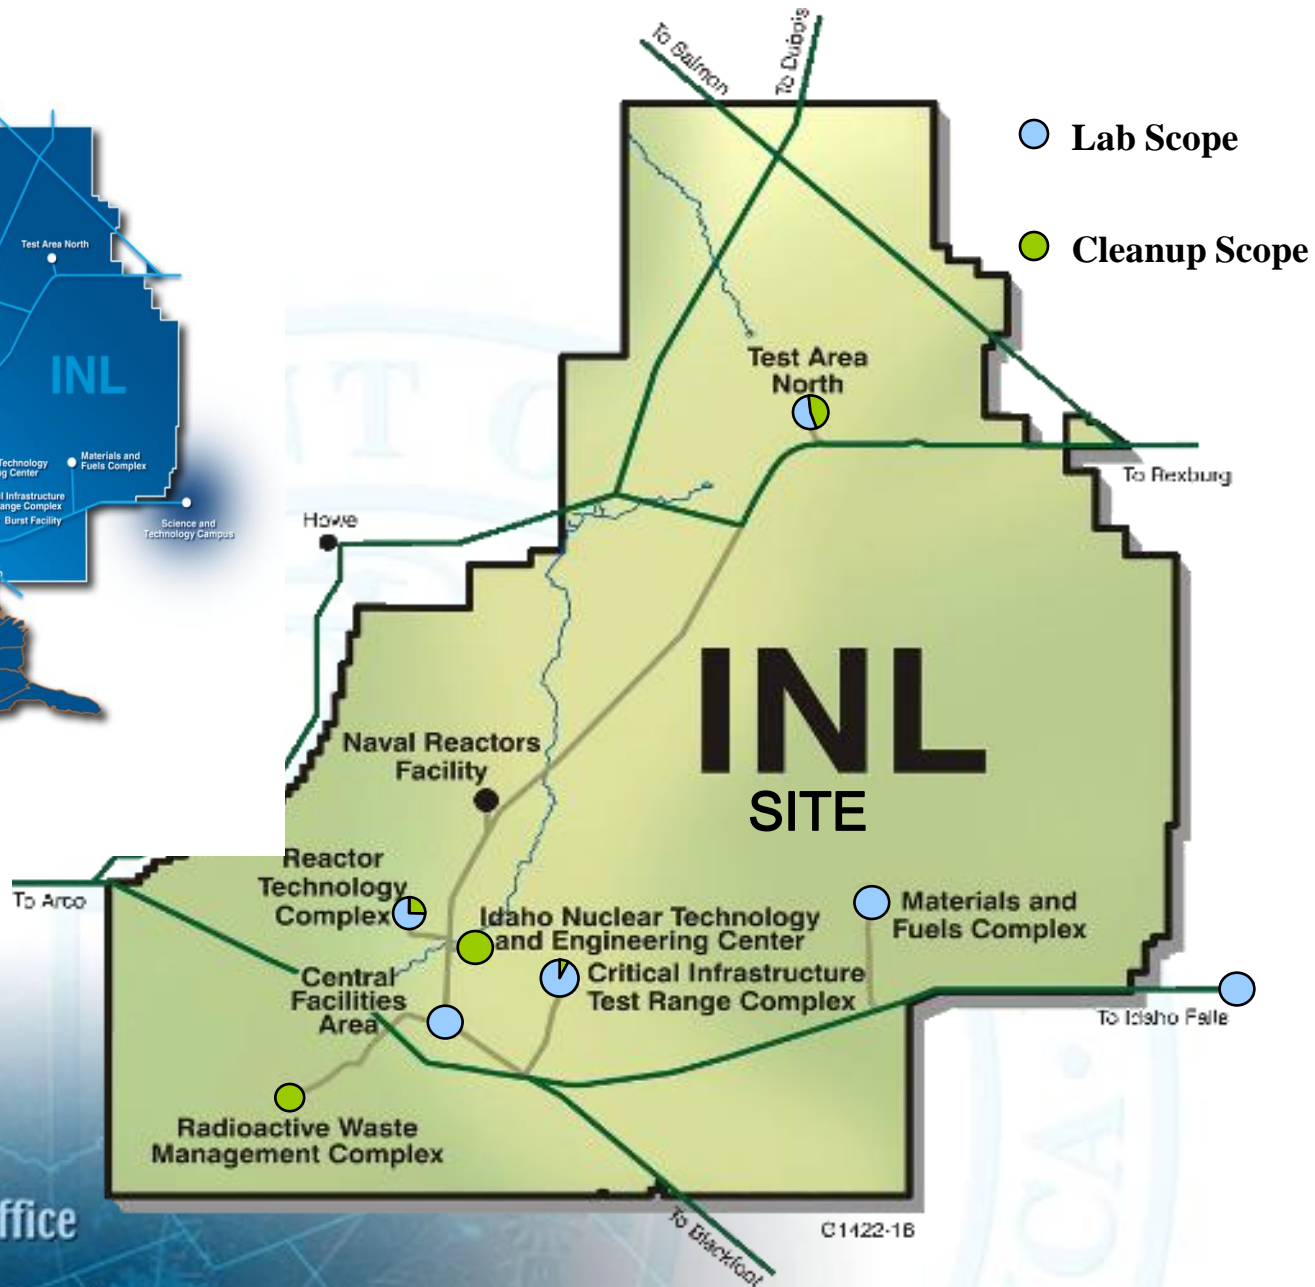 To Salmon
To Dubois
Lab Scope
Cleanup Scope
Test Area North
INL
Technology
Materials and
Fuels Complex
Burst Facility
Science and
Technology Campus
Test Area
North
To Rexburg
Howe
INL
SITE
Naval Reactors
Facility
Reactor
Technology
Complex
To Arco
Idaho Nuclear Technology
and Engineering Center
Materials and
Fuels Complex
Central
Facilities
Area
Critical Infrastructure
Test Range Complex
To Idaho Falls
Radioactive Waste
Management Complex
To Blackfoot
C1422-16